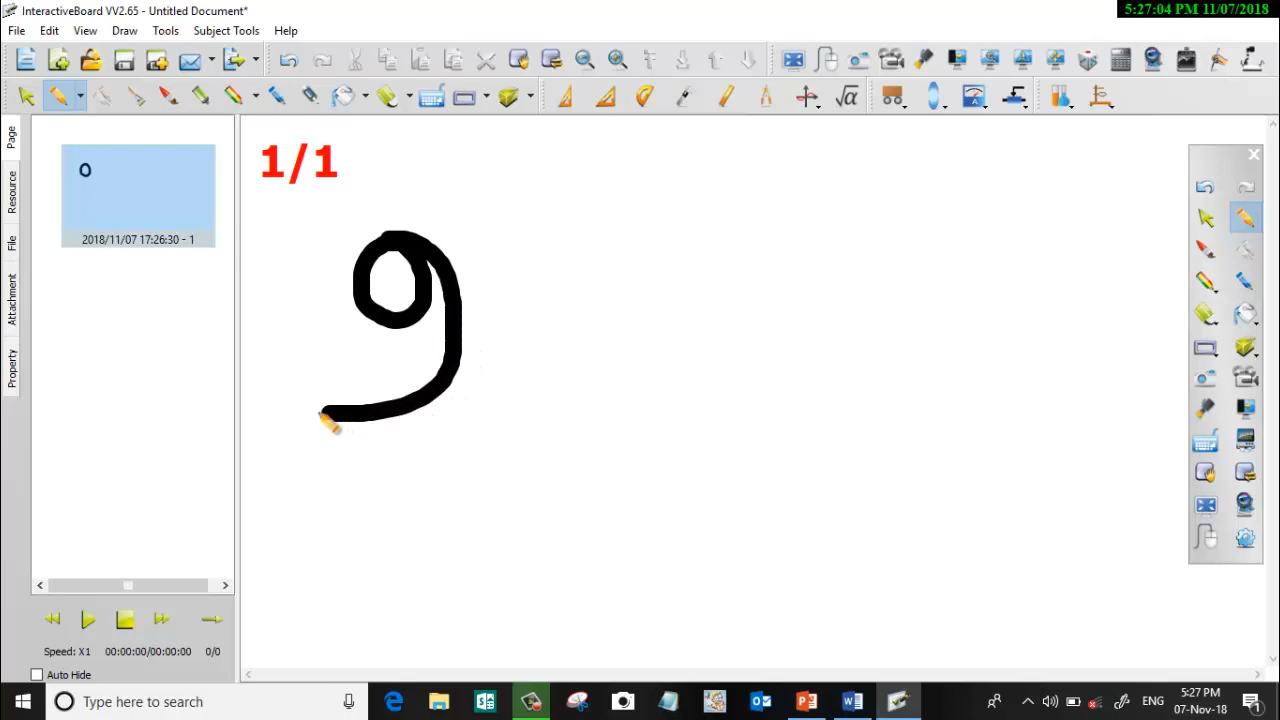 InteractiveBoard VV2.65 - Untitled Document*
5:27:04 PM 11/07/2018
File Edit View Draw Tools Subject Tools Help
Page
Resource
File
Attachment
Property
2018/11/07 17:26:30 - 1
1/1
Speed: X1 00:00:00/00:00:00 0/0
Auto Hide
Type here to search
ENG
5:27 PM
07-Nov-18